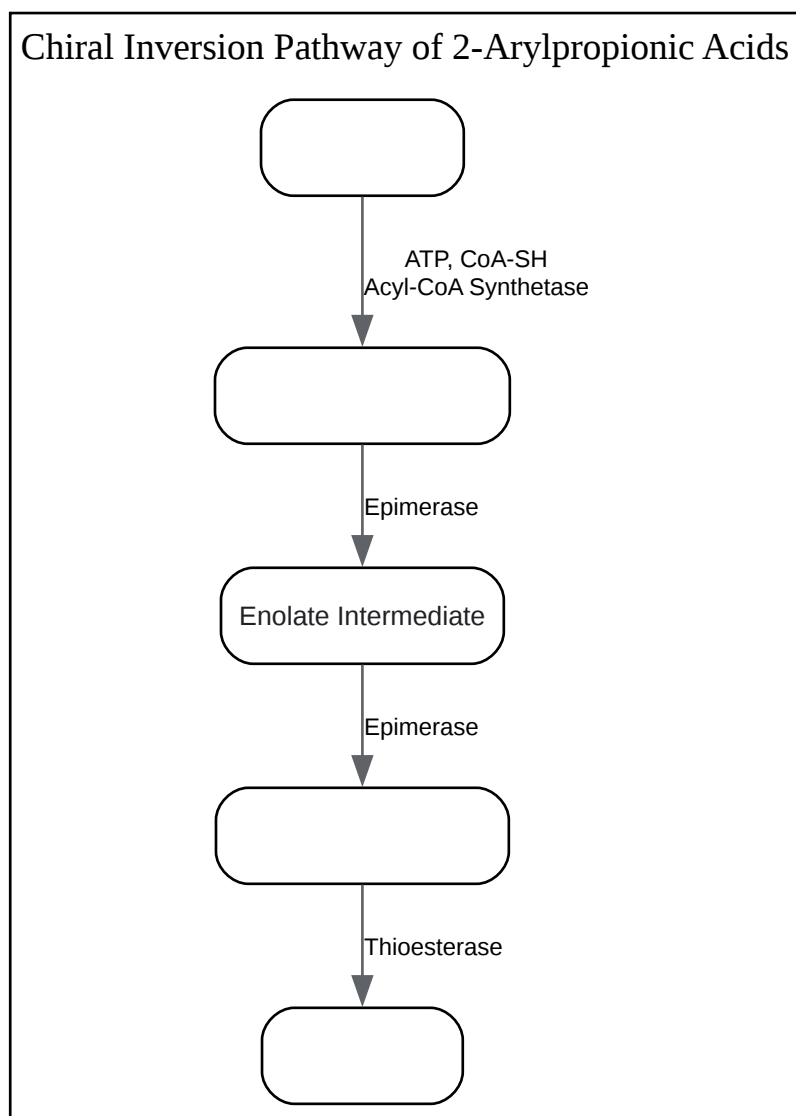 Chiral Inversion Pathway of 2-Arylpropionic Acids
ATP, CoA-SH
Acyl-CoA Synthetase
Epimerase
Enolate Intermediate
Epimerase
Thioesterase